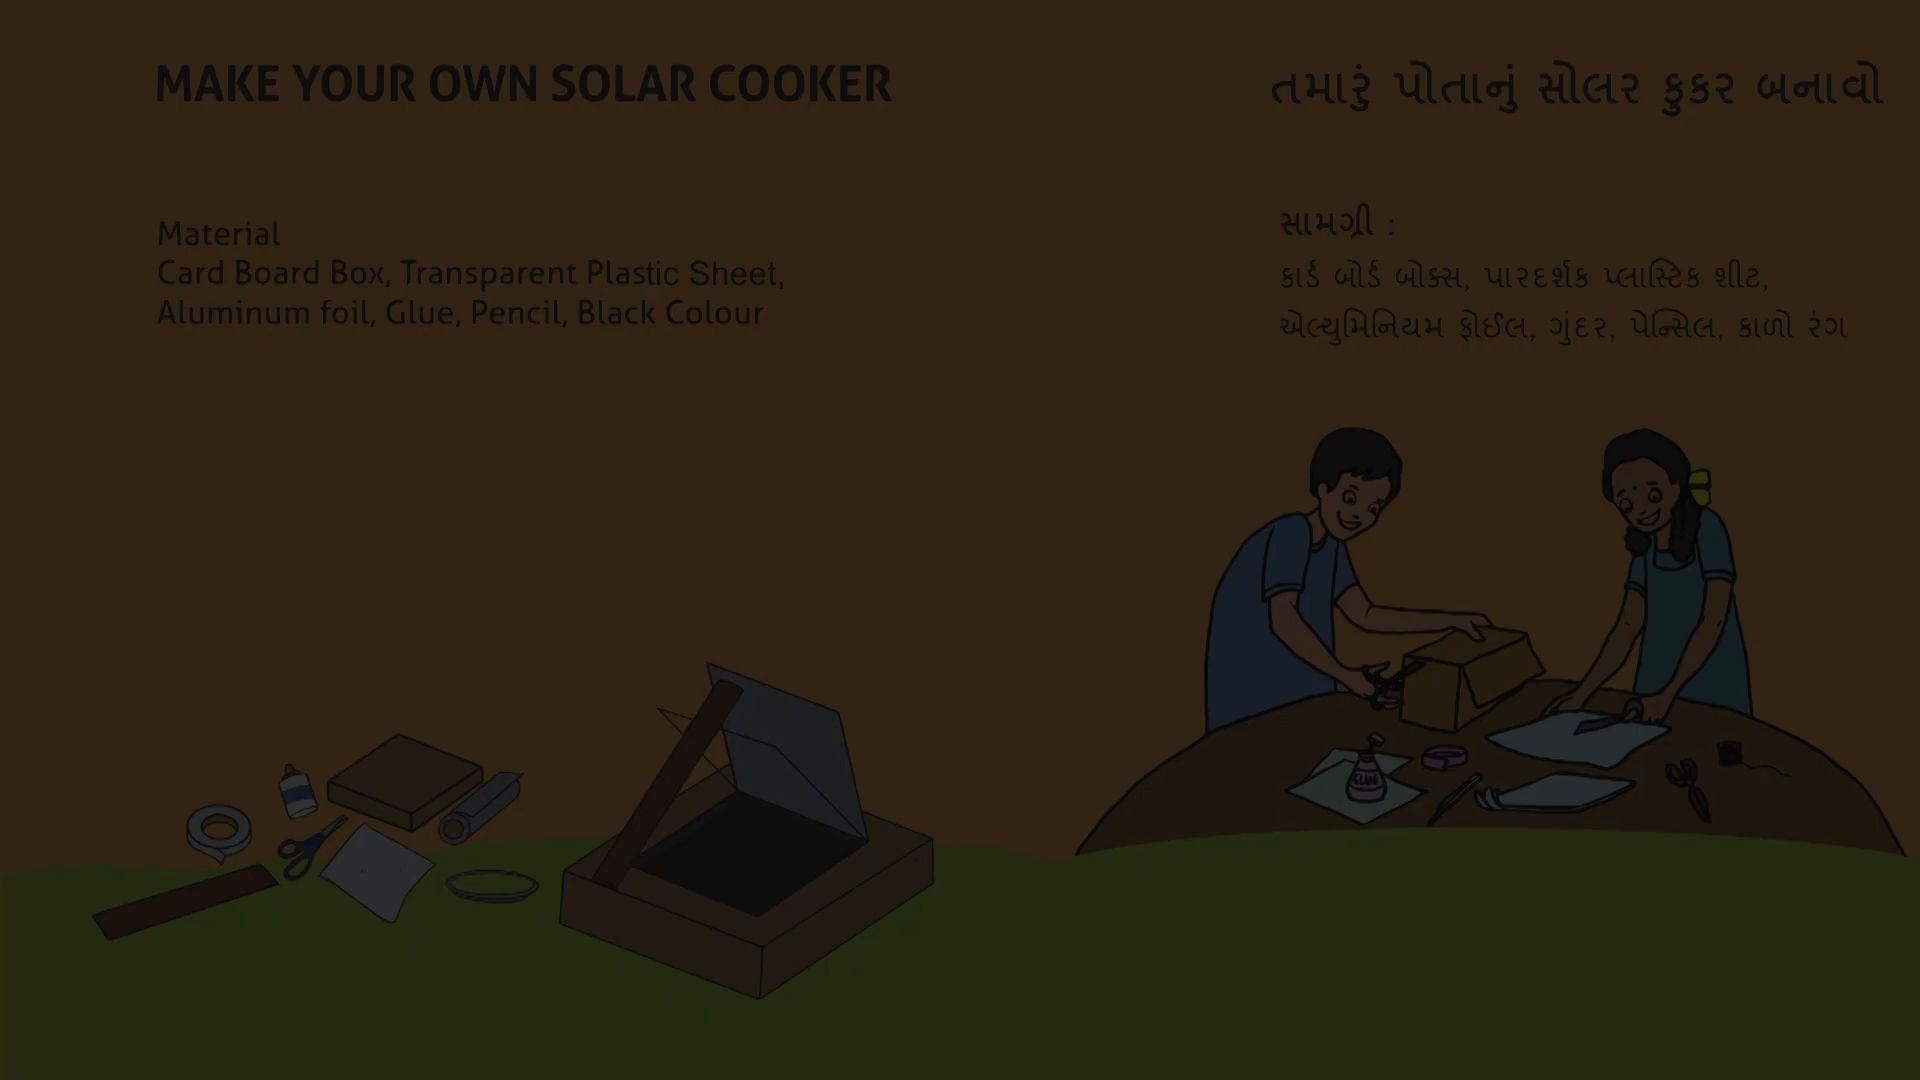 MAKE YOUR OWN SOLAR COOKER
Material
Card Board Box, Transparent Plastic Sheet,
Aluminum foil, Glue, Pencil, Black Colour
તમારું પોતાનું સોલર કુકર બનાવો
સામગ્રી :
કાર્ડ બોર્ડ બોક્સ, પારદર્શક પ્લાસ્ટિક શીટ,
એલ્યુમિનિયમ ફોઈલ, ગુંદર, પેન્સિલ, કાળો રંગ
GLUE